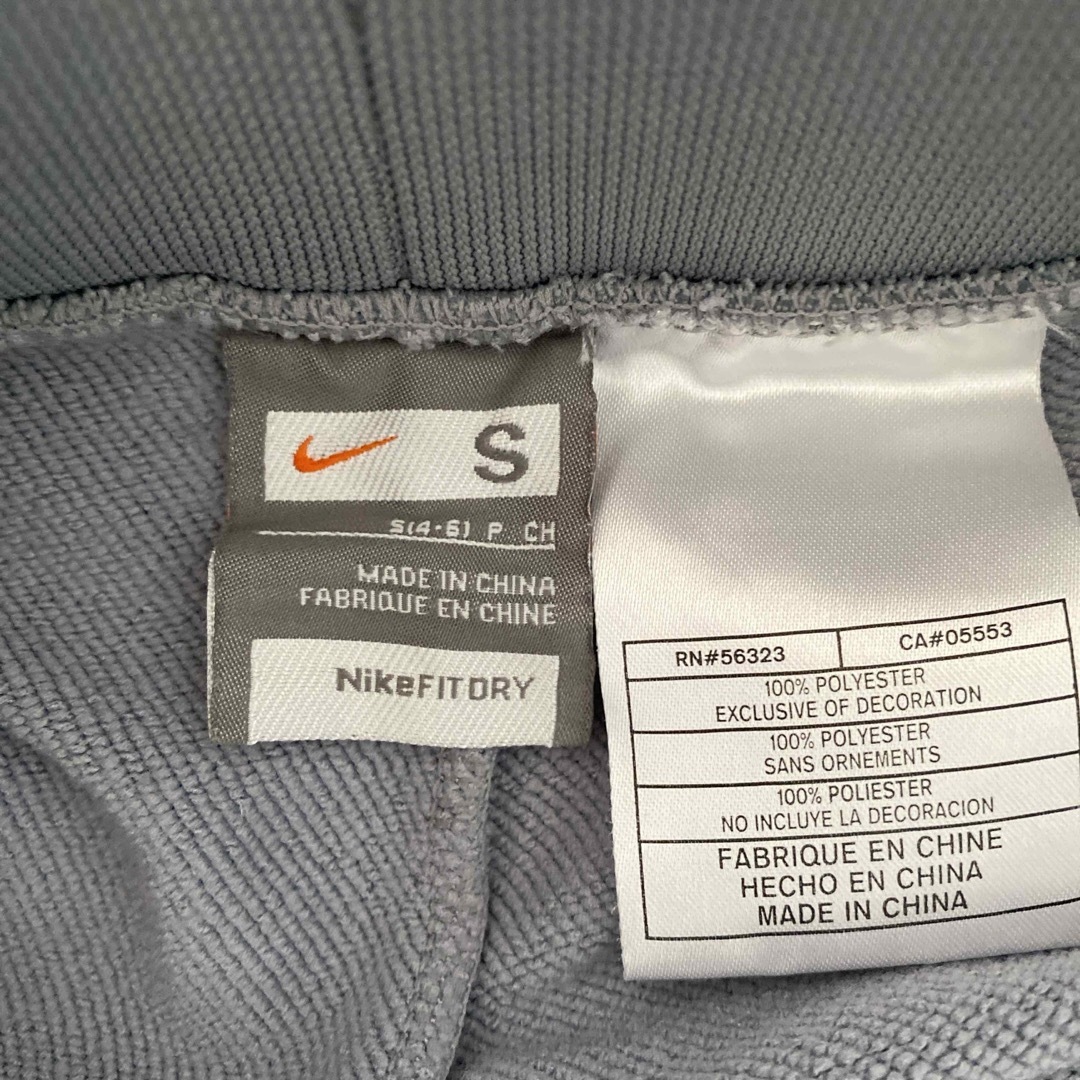 S
S(4-6) P CH
MADE IN CHINA
FABRIQUE EN CHINE
NikeFITDRY
RN#56323 CA#05553
100% POLYESTER
EXCLUSIVE OF DECORATION
100% POLYESTER
SANS ORNEMENTS
100% POLIESTER
NO INCLUYE LA DECORACION
FABRIQUE EN CHINE
HECHO EN CHINA
MADE IN CHINA